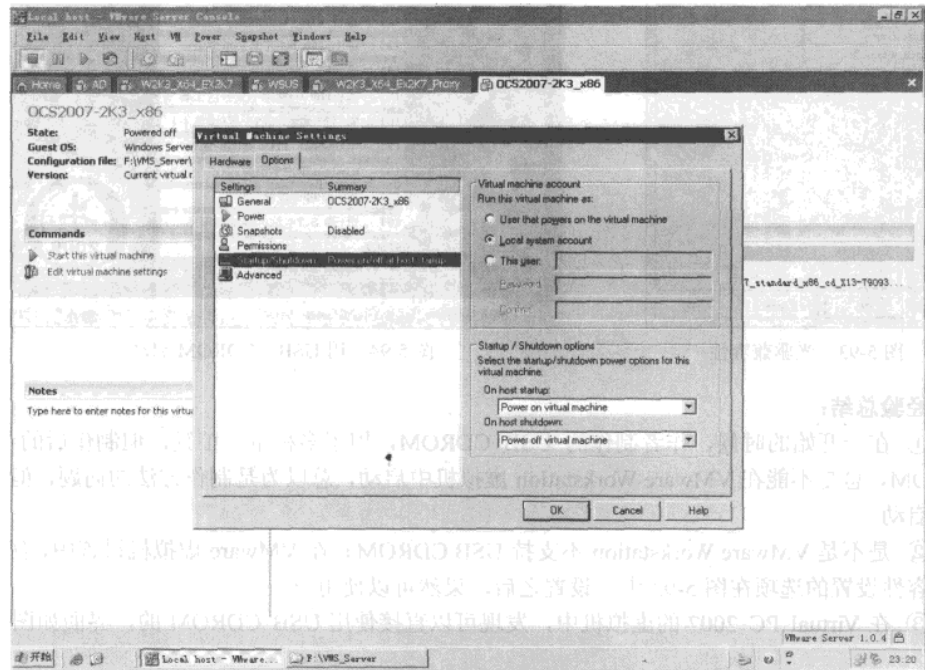 Local host - VMware Server Console
File Edit View Host VM Power Snapshot Windows Help
Home AD W2K3_X64_EX2K7 WSUS W2K3_X64_Ex2K7_Proxy OCS2007-2K3_x86
OCS2007-2K3_x86
State: Powered off
Guest OS: Windows Server
Configuration file: F:\VMS_Server\
Version: Current virtual
Commands
Start this virtual machine
Edit virtual machine settings
Notes
Type here to enter notes for this virtu
Virtual Machine Settings
Hardware Options
Settings Summary
General OCS2007-2K3_x86
Power
Snapshots Disabled
Permissions
Startup/Shutdown Power on/off at host
Advanced
Virtual machine account
Run this virtual machine as:
User that powers on the virtual machine
Local system account
This user:
Password
Confirm
Startup / Shutdown options
Select the startup/shutdown power options for this
virtual machine.
On host startup:
Power on virtual machine
On host shutdown:
Power off virtual machine
OK Cancel Help
T_standard_x86_cd_X13-79093...
VMware Server 1.0.4
开始 Local host - VMware... F:\VMS_Server 23:20